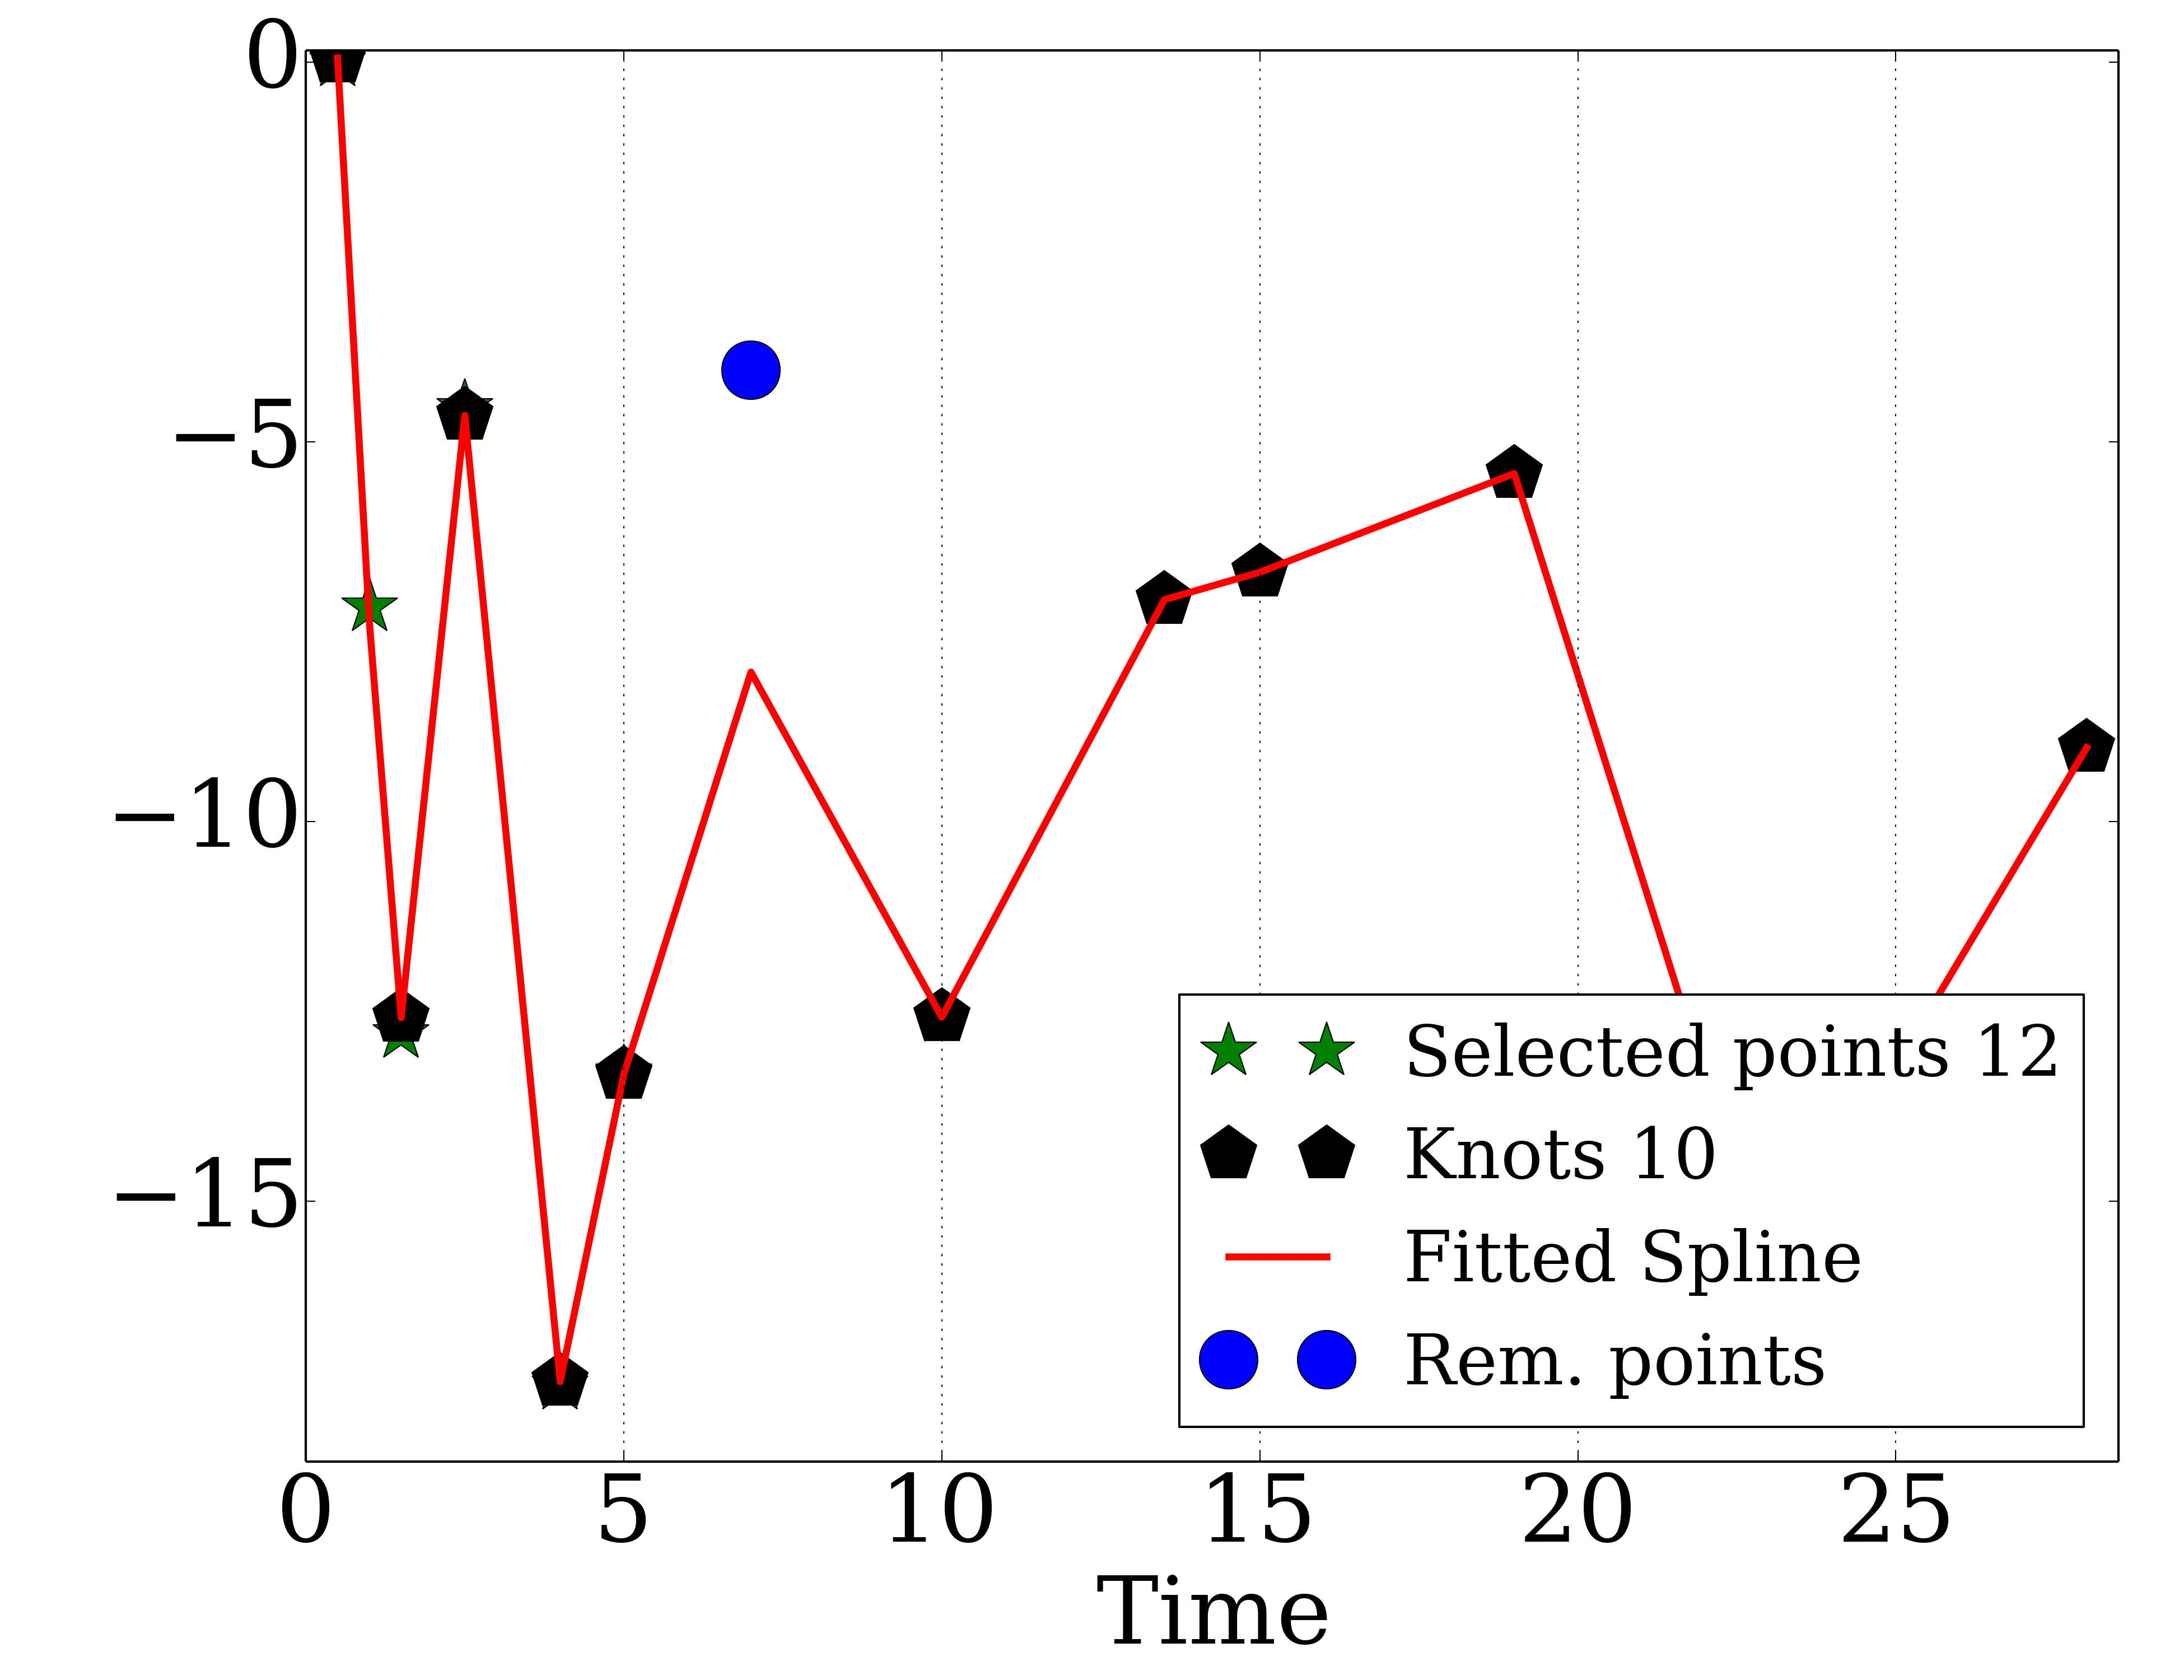 0
−5
−10
−15
Selected points 12
Knots 10
Fitted Spline
Rem. points
0 5 10 15 20 25
Time